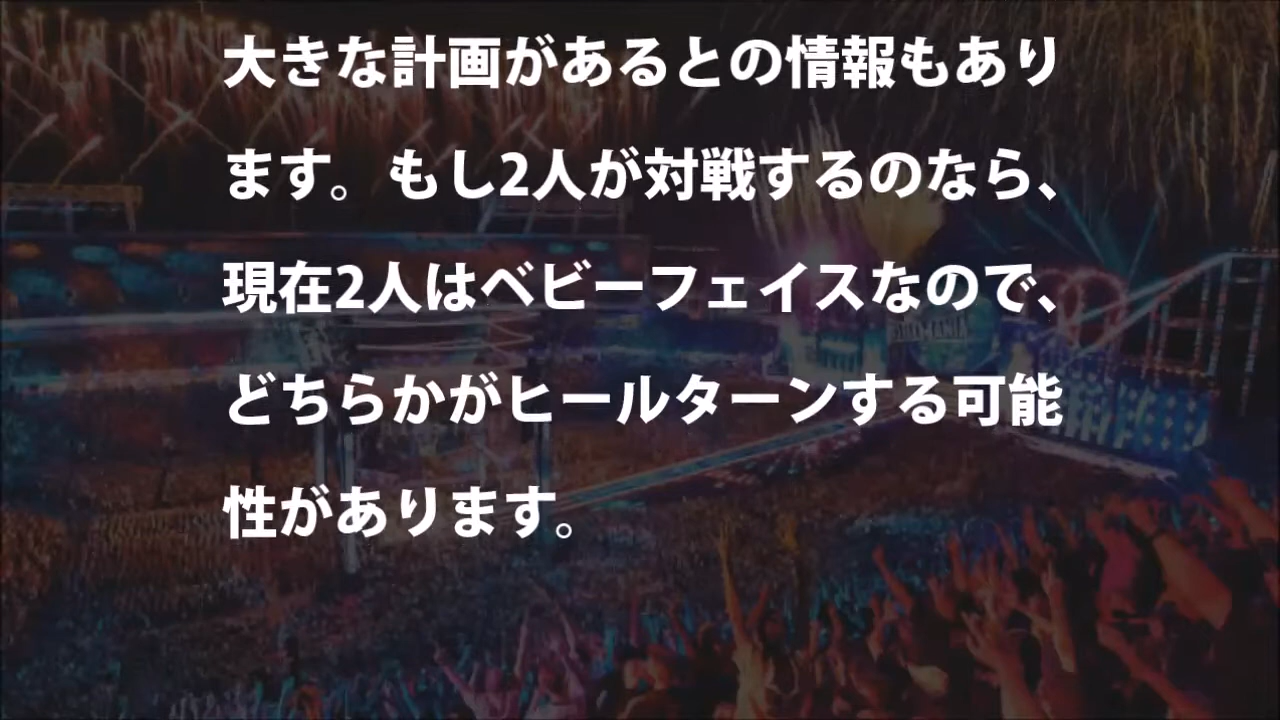 大きな計画があるとの情報もあり
ます。もし2人が対戦するのなら、
現在2人はベビーフェイスなので、
どちらかがヒールターンする可能
性があります。